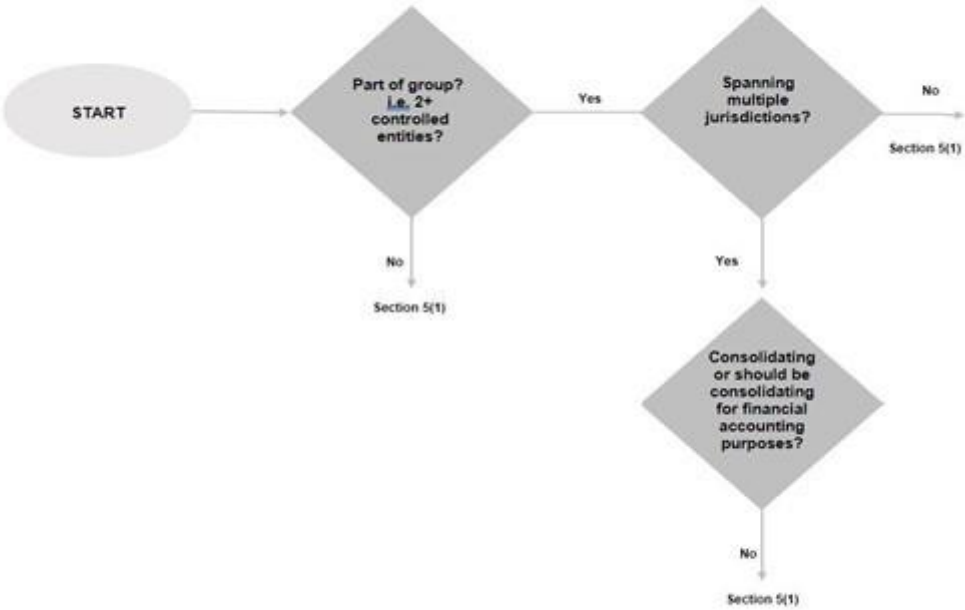 START
Part of group?
i.e. 2+
controlled
entities?
Yes
Spanning
multiple
jurisdictions?
No
Section 5(1)
No
Section 5(1)
Yes
Consolidating
or should be
consolidating
for financial
accounting
purposes?
No
Section 5(1)